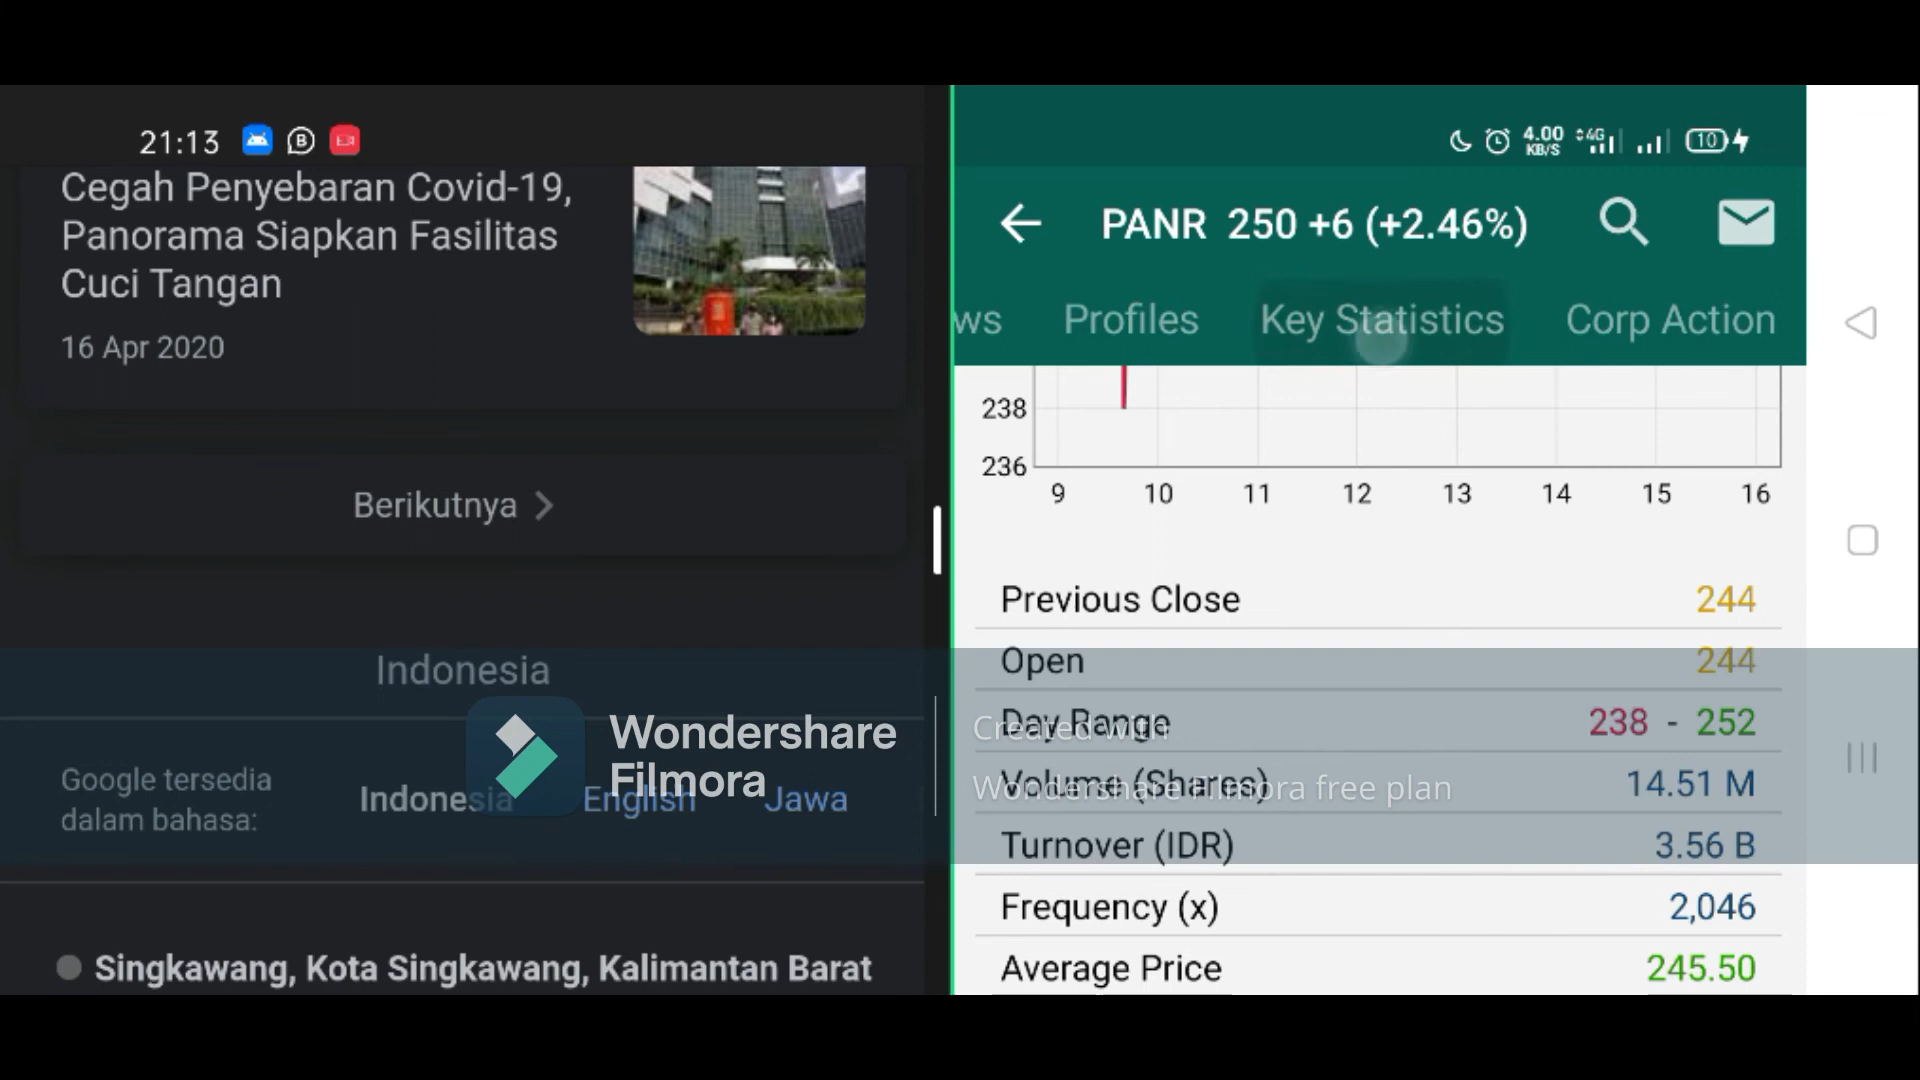 21:13
Cegah Penyebaran Covid-19,
Panorama Siapkan Fasilitas
Cuci Tangan
16 Apr 2020
Berikutnya
Indonesia
Google tersedia
dalam bahasa:
Indonesia English Jawa
Singkawang, Kota Singkawang, Kalimantan Barat
Wondershare
Filmora
Created with
Wondershare Filmora free plan
4.00
KB/S
4G
10
PANR 250 +6 (+2.46%)
ws Profiles Key Statistics Corp Action
238
236
9 10 11 12 13 14 15 16
Previous Close 244
Open 244
Day Range 238 - 252
Volume (Shares) 14.51 M
Turnover (IDR) 3.56 B
Frequency (x) 2,046
Average Price 245.50